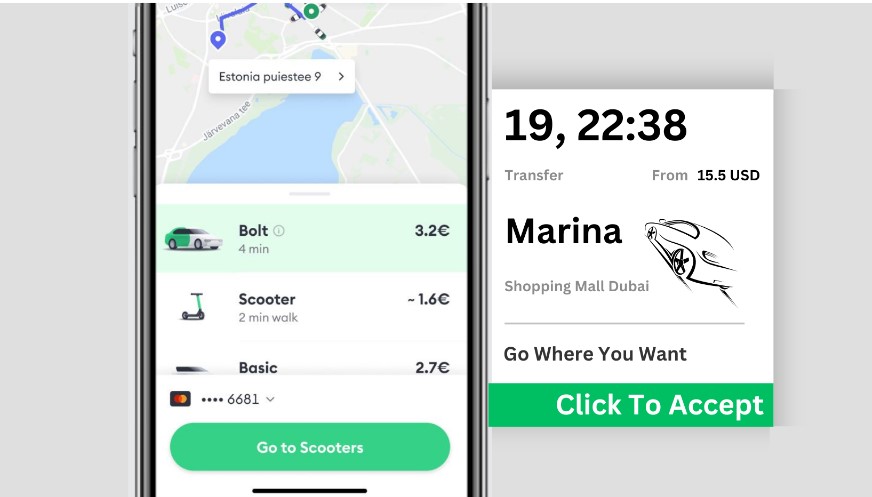 Estonia puiestee 9
Järvevana tee
Bolt
3.2€
4 min
Scooter
~ 1.6€
2 min walk
Basic
2.7€
•••• 6681
Go to Scooters
19, 22:38
Transfer
From 15.5 USD
Marina
Shopping Mall Dubai
Go Where You Want
Click To Accept